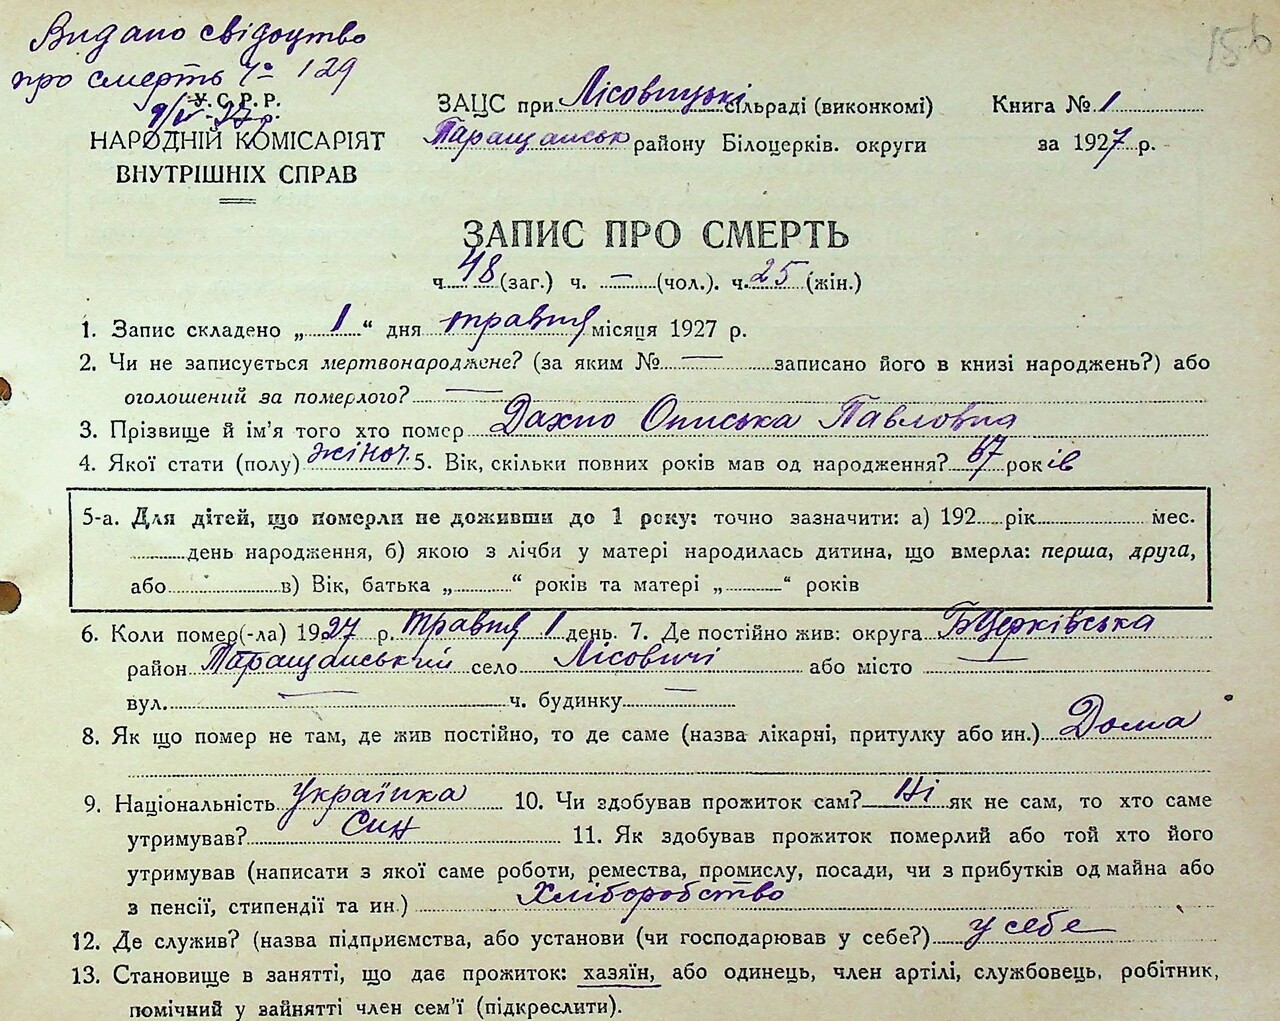 Видано свідоцтво
про смерть № 129
9/V-27 р.
156
У.С.Р.Р.
НАРОДНІЙ КОМІСАРІЯТ
ВНУТРІШНІХ СПРАВ
ЗАЦС при Лісовицькі сільраді (виконкомі)
Таращанськ району Білоцерків. округи
Книга № 1
за 1927 р.
ЗАПИС ПРО СМЕРТЬ
ч. 48 (заг.) ч. — (чол.). ч. 25 (жін.)
1. Запис складено „ 1 “ дня травня місяця 1927 р.
2. Чи не записується мертвонароджене? (за яким № — записано його в книзі народжень?) або
оголошений за померлого? —
3. Прізвище й ім'я того хто помер Дахно Ониська Павловна
4. Якої стати (полу) жіноч. 5. Вік, скільки повних років мав од народження? 67 років
5-а. Для дітей, що померли не доживши до 1 року: точно зазначити: а) 192 рік мес.
день народження, б) якою з лічби у матері народилась дитина, що вмерла: перша, друга,
або в) Вік, батька „ “ років та матері „ “ років
6. Коли помер(-ла) 1927 р. травня 1 день. 7. Де постійно жив: округа БЦерківська
район Таращанський село Лісовичі або місто —
вул. — ч. будинку —
8. Як що помер не там, де жив постійно, то де саме (назва лікарні, притулку або ин.) Дома
9. Національність Українка 10. Чи здобував прожиток сам? Ні як не сам, то хто саме
утримував? Син 11. Як здобував прожиток померлий або той хто його
утримував (написати з якої саме роботи, ремества, промислу, посади, чи з прибутків од майна або
з пенсії, стипендії та ин.) Хліборобство
12. Де служив? (назва підприємства, або установи (чи господарював у себе?) у себе
13. Становище в занятті, що дає прожиток: хазяїн, або одинець, член артілі, службовець, робітник,
помічний у зайнятті член сем'ї (підкреслити).